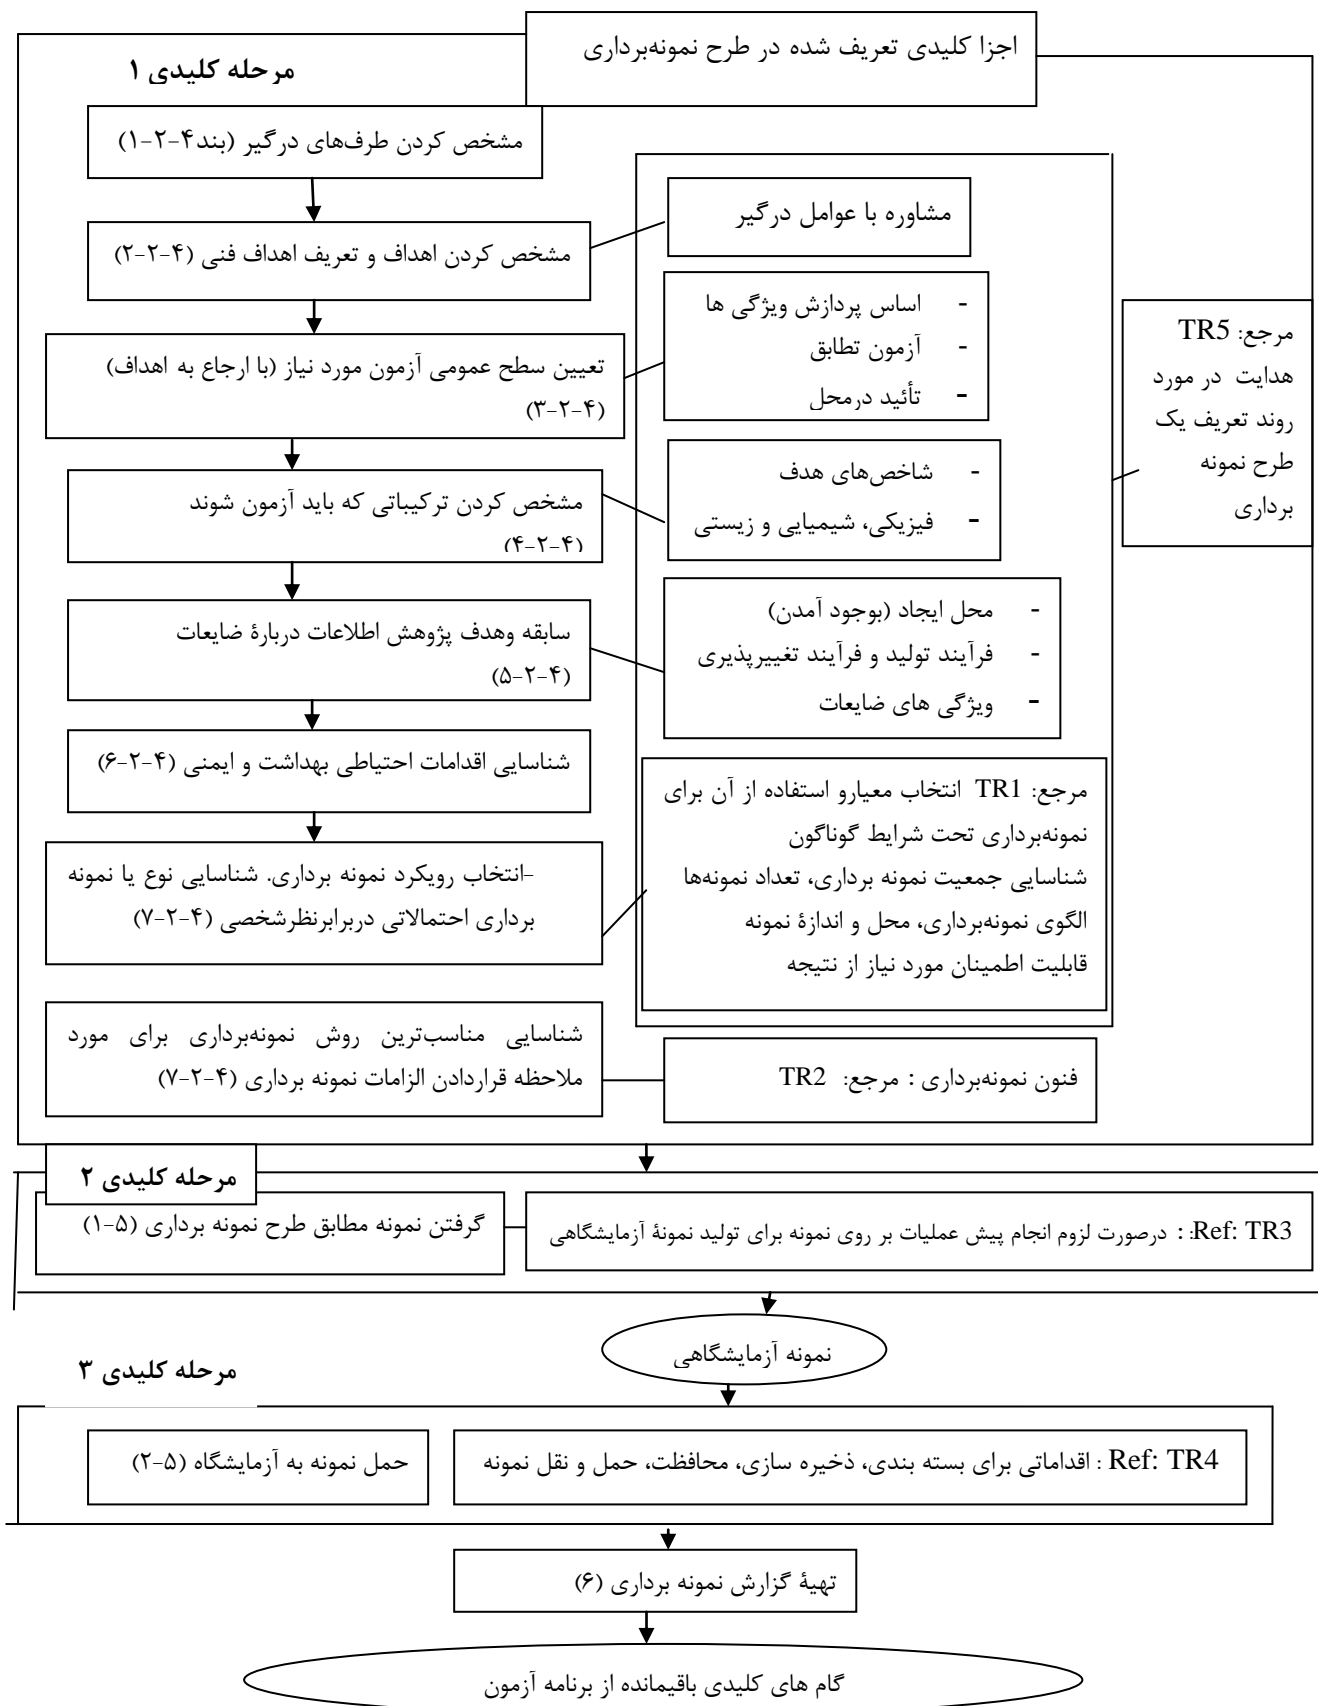 اجزا کلیدی تعریف شده در طرح نمونه‌برداری
مرحله کلیدی ۱
مشخص کردن طرف‌های درگیر (بند۴-۲-۱)
مشاوره با عوامل درگیر
مشخص کردن اهداف و تعریف اهداف فنی (۴-۲-۲)
- اساس پردازش ویژگی ها
- آزمون تطابق
- تأئید درمحل
تعیین سطح عمومی آزمون مورد نیاز (با ارجاع به اهداف)
(۴-۲-۳)
مرجع: TR5
هدایت در مورد
روند تعریف یک
طرح نمونه
برداری
- شاخص‌های هدف
- فیزیکی، شیمیایی و زیستی
مشخص کردن ترکیباتی که باید آزمون شوند
(۴-۲-۴)
- محل ایجاد (بوجود آمدن)
- فرآیند تولید و فرآیند تغییرپذیری
- ویژگی های ضایعات
سابقه وهدف پژوهش اطلاعات دربارۀ ضایعات
(۴-۲-۵)
شناسایی اقدامات احتیاطی بهداشت و ایمنی (۴-۲-۶)
مرجع: TR1 انتخاب معیارو استفاده از آن برای
نمونه‌برداری تحت شرایط گوناگون
شناسایی جمعیت نمونه برداری، تعداد نمونه‌ها
الگوی نمونه‌برداری، محل و اندازۀ نمونه
قابلیت اطمینان مورد نیاز از نتیجه
-انتخاب رویکرد نمونه برداری. شناسایی نوع یا نمونه
برداری احتمالاتی دربرابرنظرشخصی (۴-۲-۷)
شناسایی مناسب‌ترین روش نمونه‌برداری برای مورد
ملاحظه قراردادن الزامات نمونه برداری (۴-۲-۷)
فنون نمونه‌برداری : مرجع: TR2
مرحله کلیدی ۲
گرفتن نمونه مطابق طرح نمونه برداری (۵-۱)
Ref: TR3: : درصورت لزوم انجام پیش عملیات بر روی نمونه برای تولید نمونۀ آزمایشگاهی
نمونه آزمایشگاهی
مرحله کلیدی ۳
حمل نمونه به آزمایشگاه (۵-۲)
Ref: TR4 : اقداماتی برای بسته بندی، ذخیره سازی، محافظت، حمل و نقل نمونه
تهیۀ گزارش نمونه برداری (۶)
گام های کلیدی باقیمانده از برنامه آزمون